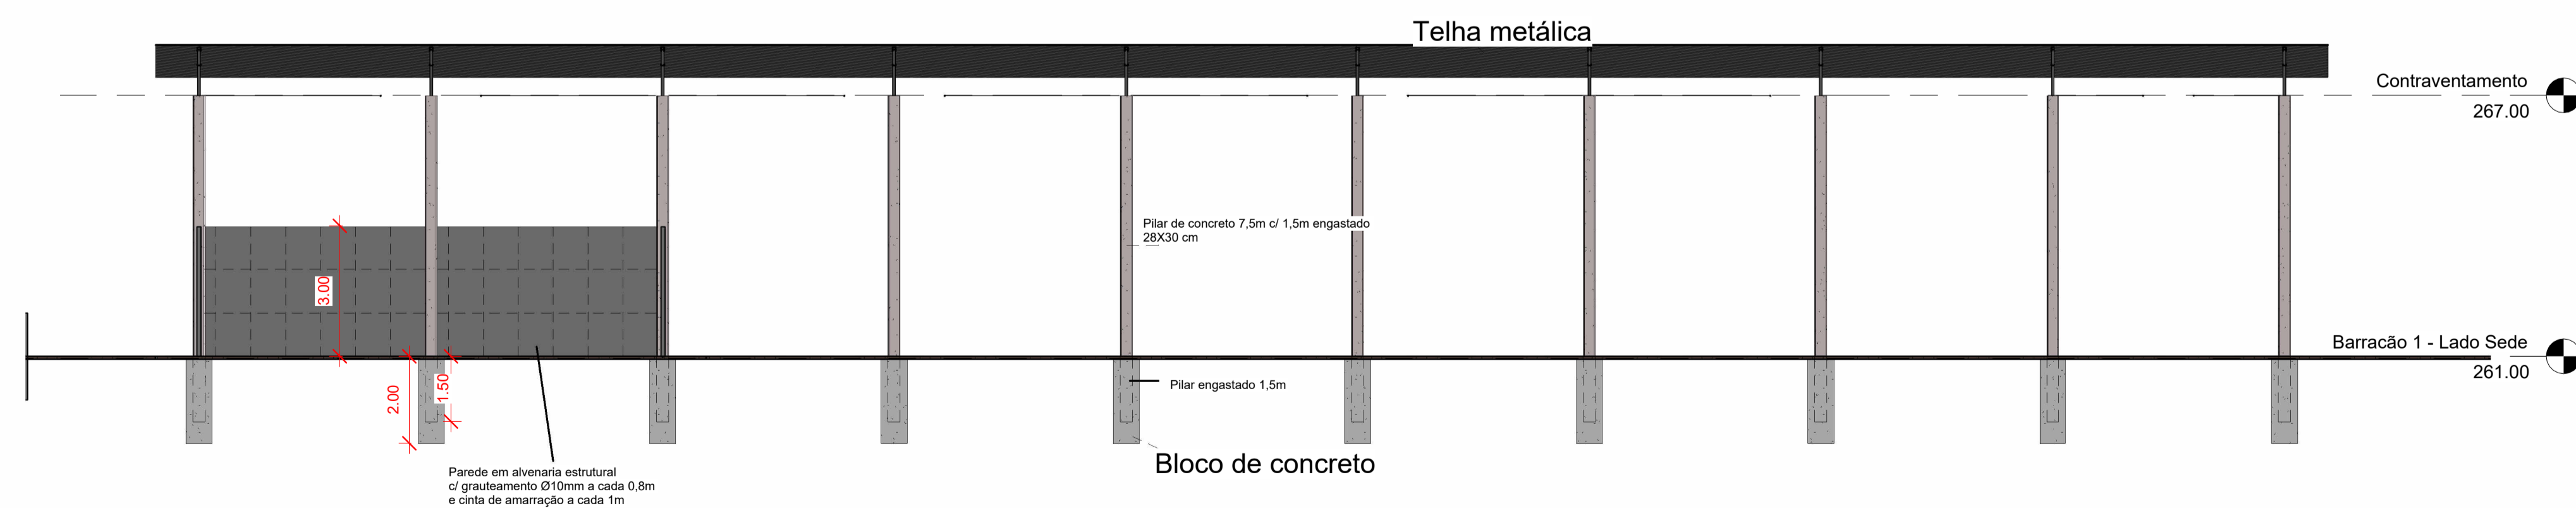 Telha metálica
Contraventamento
267.00
Pilar de concreto 7,5m c/ 1,5m engastado
28X30 cm
3.00
Barracão 1 - Lado Sede
261.00
2.00
1.50
Pilar engastado 1,5m
Bloco de concreto
Parede em alvenaria estrutural
c/ grauteamento Ø10mm a cada 0,8m
e cinta de amarração a cada 1m